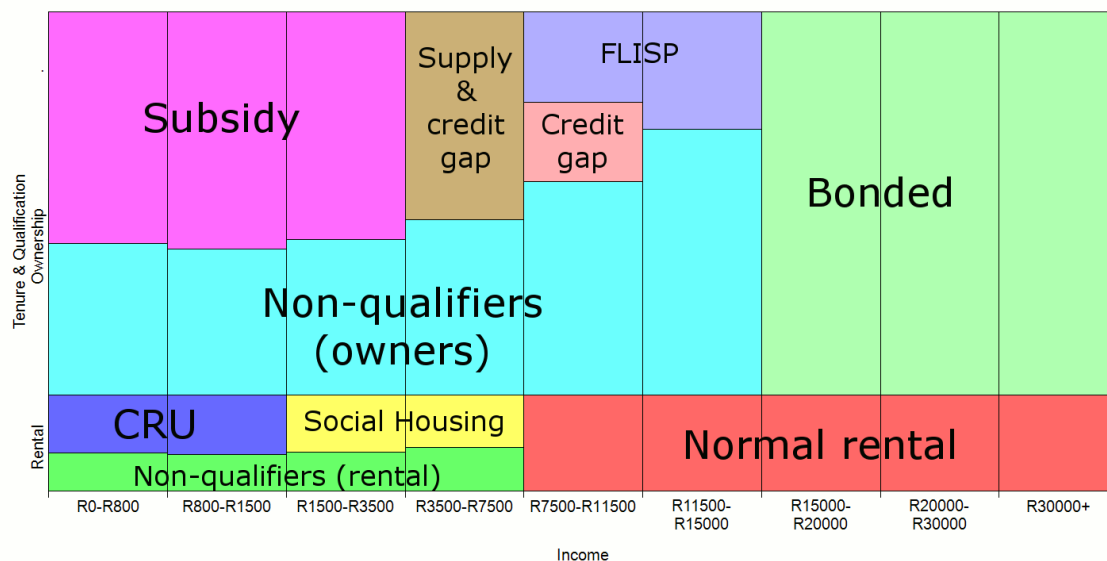 Tenure & Qualification
Ownership
Rental
Subsidy
Supply
&
credit
gap
FLISP
Credit
gap
Bonded
Non-qualifiers
(owners)
CRU
Social Housing
Normal rental
Non-qualifiers (rental)
R0-R800
R800-R1500
R1500-R3500
R3500-R7500
R7500-R11500
R11500-
R15000
R15000-
R20000
R20000-
R30000
R30000+
Income